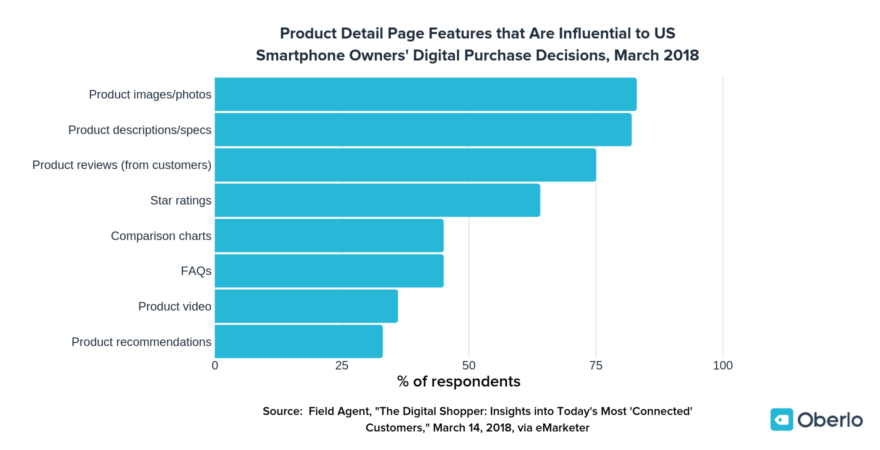 Product Detail Page Features that Are Influential to US
Smartphone Owners' Digital Purchase Decisions, March 2018
Product images/photos
Product descriptions/specs
Product reviews (from customers)
Star ratings
Comparison charts
FAQs
Product video
Product recommendations
0 25 50 75 100
% of respondents
Source: Field Agent, "The Digital Shopper: Insights into Today's Most 'Connected'
Customers," March 14, 2018, via eMarketer
Oberlo